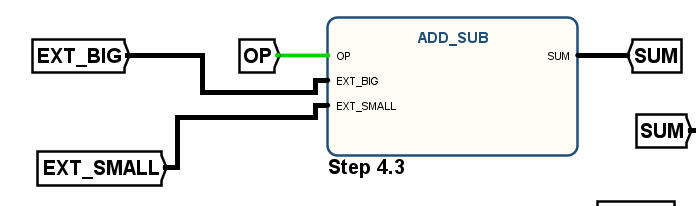 ADD_SUB
EXT_BIG
OP
OP
SUM
SUM
EXT_BIG
EXT_SMALL
SUM
EXT_SMALL
Step 4.3